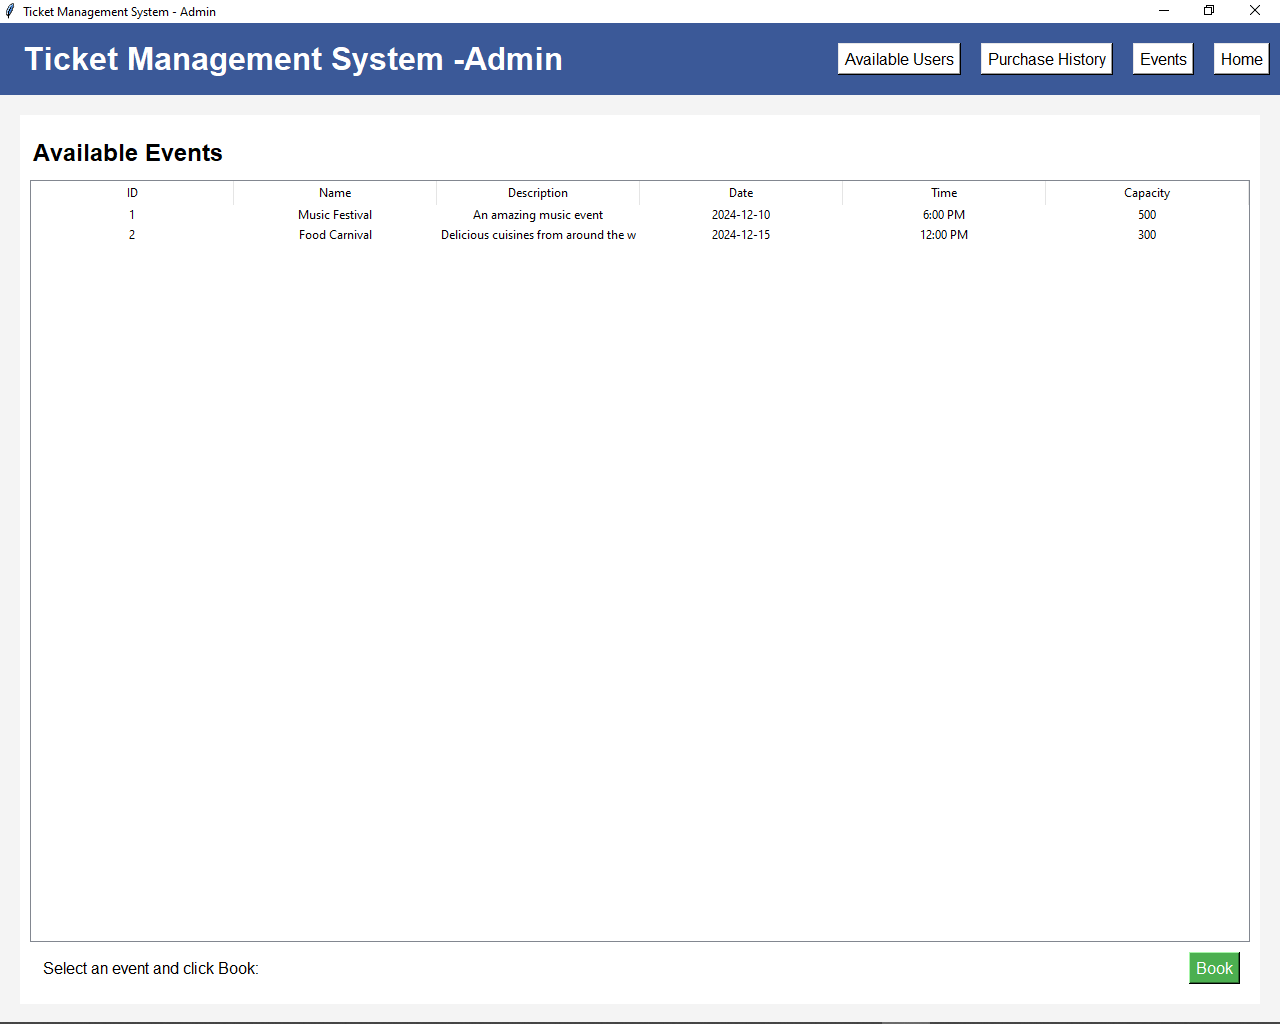 Ticket Management System - Admin
Ticket Management System -Admin
Available Users
Purchase History
Events
Home
Available Events
ID Name Description Date Time Capacity
1 Music Festival An amazing music event 2024-12-10 6:00 PM 500
2 Food Carnival Delicious cuisines from around the w 2024-12-15 12:00 PM 300
Select an event and click Book:
Book